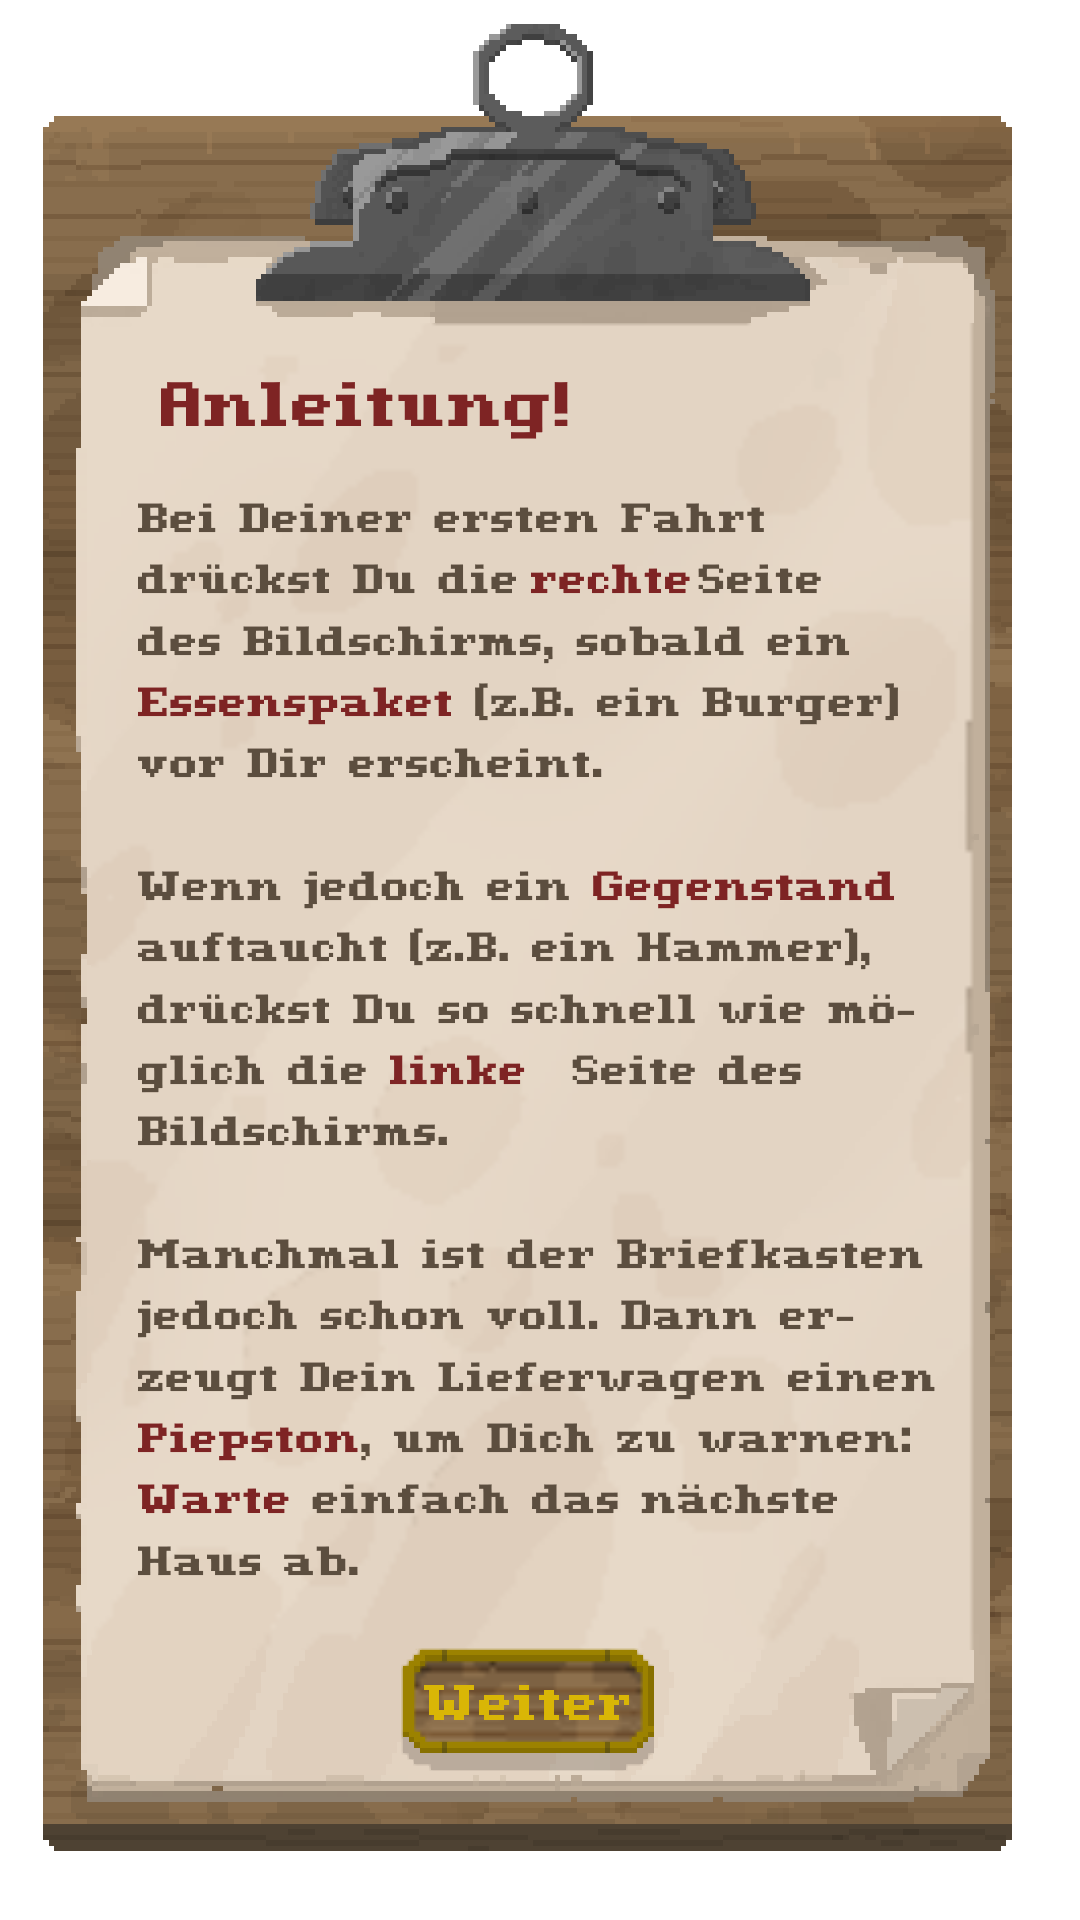 Anleitung!
Bei Deiner ersten Fahrt
drückst Du die rechte Seite
des Bildschirms, sobald ein
Essenspaket (z.B. ein Burger)
vor Dir erscheint.
Wenn jedoch ein Gegenstand
auftaucht (z.B. ein Hammer),
drückst Du so schnell wie mö-
glich die linke Seite des
Bildschirms.
Manchmal ist der Briefkasten
jedoch schon voll. Dann er-
zeugt Dein Lieferwagen einen
Piepston, um Dich zu warnen:
Warte einfach das nächste
Haus ab.
Weiter